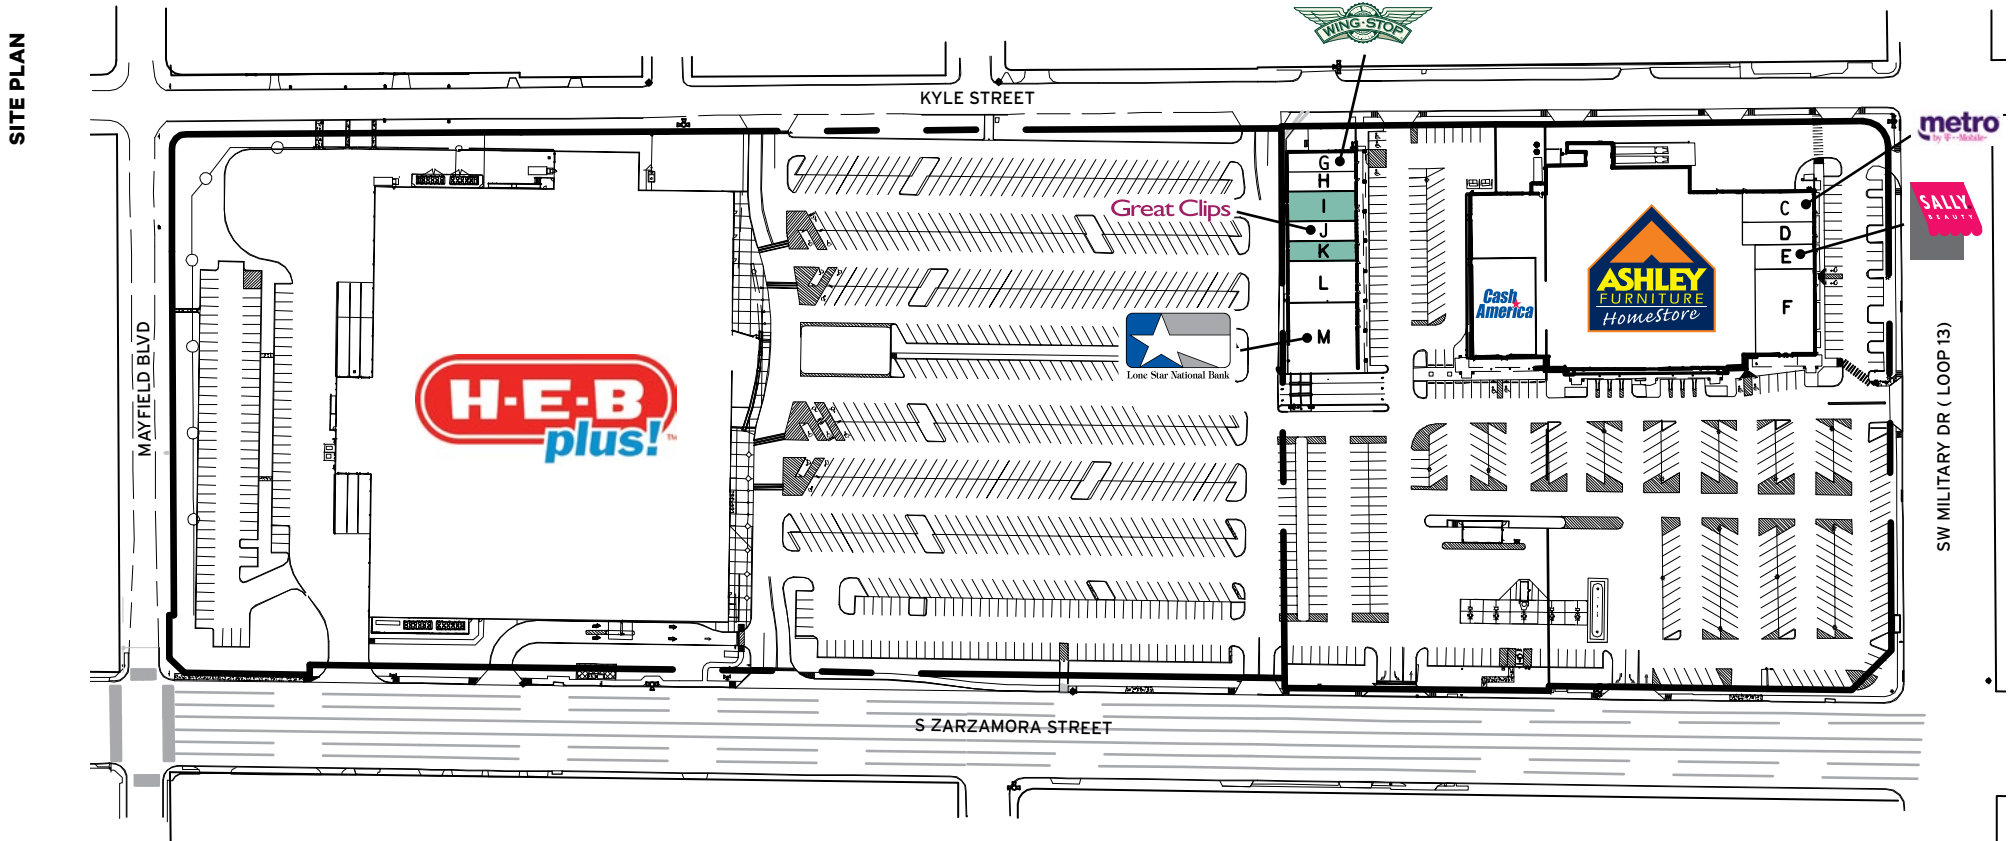 SITE PLAN
WING·STOP
KYLE STREET
metro
by T-Mobile
SALLY
BEAUTY
G
H
I
Great Clips
J
K
L
M
C
D
E
F
Cash
America
ASHLEY
FURNITURE
HomeStore
Lone Star National Bank
H·E·B
plus!
TM
MAYFIELD BLVD
SW MILITARY DR ( LOOP 13)
S ZARZAMORA STREET